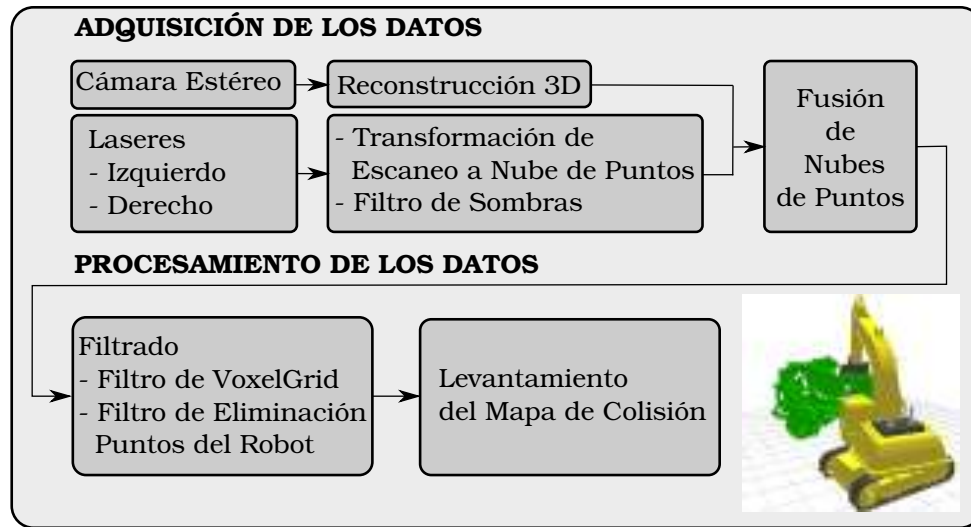 ADQUISICIÓN DE LOS DATOS
Cámara Estéreo
Reconstrucción 3D
Laseres
- Izquierdo
- Derecho
- Transformación de
Escaneo a Nube de Puntos
- Filtro de Sombras
Fusión
de
Nubes
de Puntos
PROCESAMIENTO DE LOS DATOS
Filtrado
- Filtro de VoxelGrid
- Filtro de Eliminación
Puntos del Robot
Levantamiento
del Mapa de Colisión